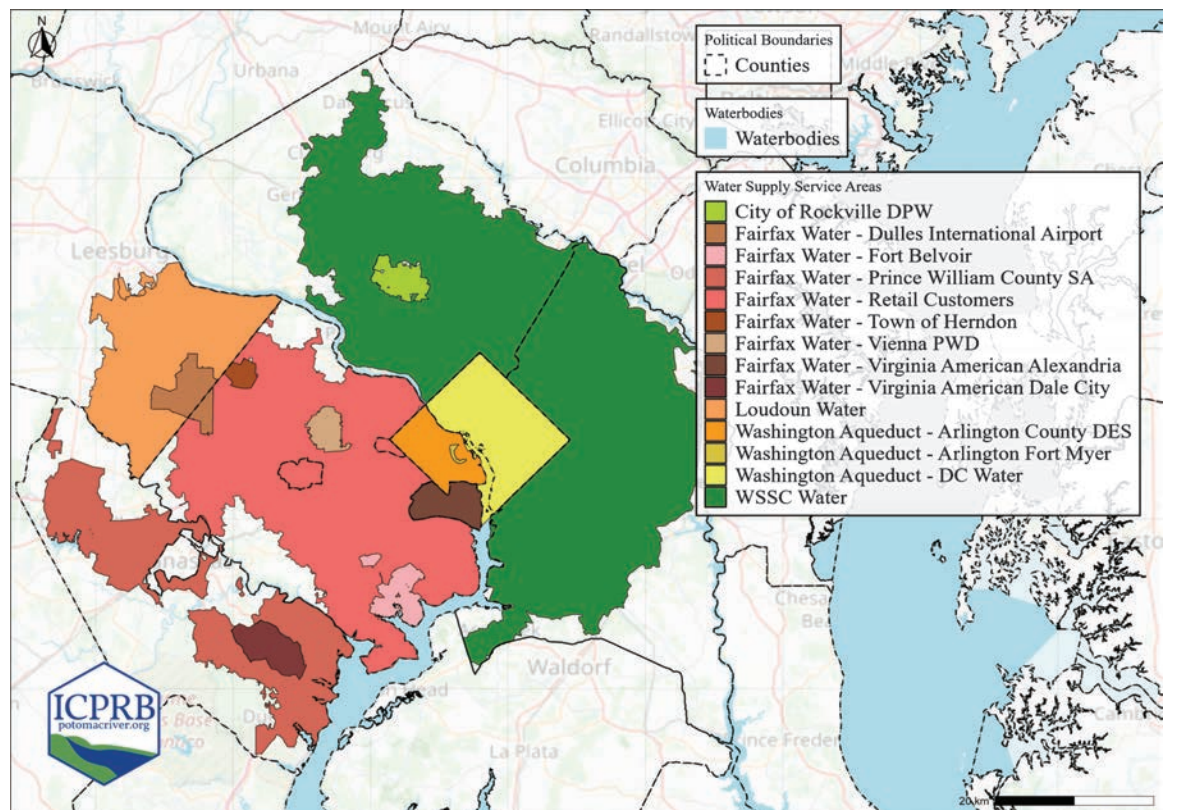 N
Mount Airy
Randallstow
Middle
Brunswick
Urbana
Ellicott City
Columbia
Leesburg
Waldorf
La Plata
Political Boundaries
Counties
Waterbodies
Waterbodies
Water Supply Service Areas
City of Rockville DPW
Fairfax Water - Dulles International Airport
Fairfax Water - Fort Belvoir
Fairfax Water - Prince William County SA
Fairfax Water - Retail Customers
Fairfax Water - Town of Herndon
Fairfax Water - Vienna PWD
Fairfax Water - Virginia American Alexandria
Fairfax Water - Virginia American Dale City
Loudoun Water
Washington Aqueduct - Arlington County DES
Washington Aqueduct - Arlington Fort Myer
Washington Aqueduct - DC Water
WSSC Water
ICPRB
potomacriver.org
20 km